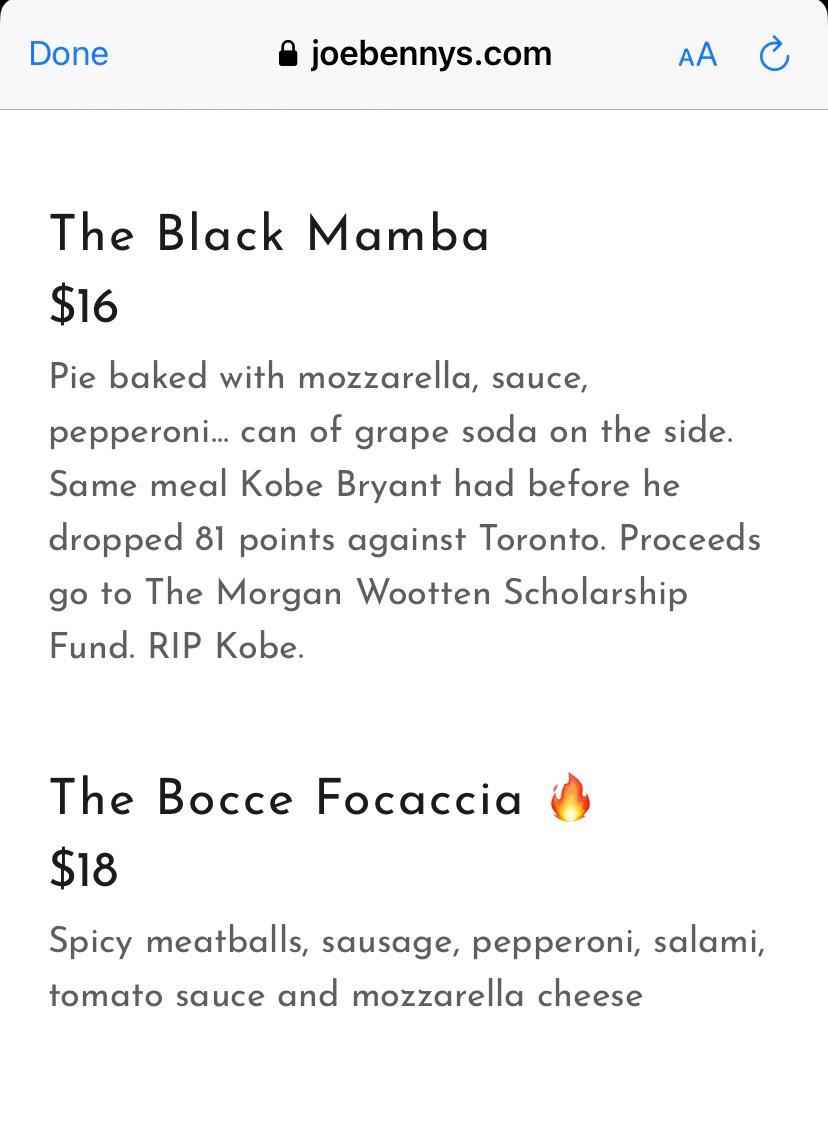 Done joebennys.com AA
The Black Mamba
$16
Pie baked with mozzarella, sauce,
pepperoni... can of grape soda on the side.
Same meal Kobe Bryant had before he
dropped 81 points against Toronto. Proceeds
go to The Morgan Wootten Scholarship
Fund. RIP Kobe.
The Bocce Focaccia 🔥
$18
Spicy meatballs, sausage, pepperoni, salami,
tomato sauce and mozzarella cheese